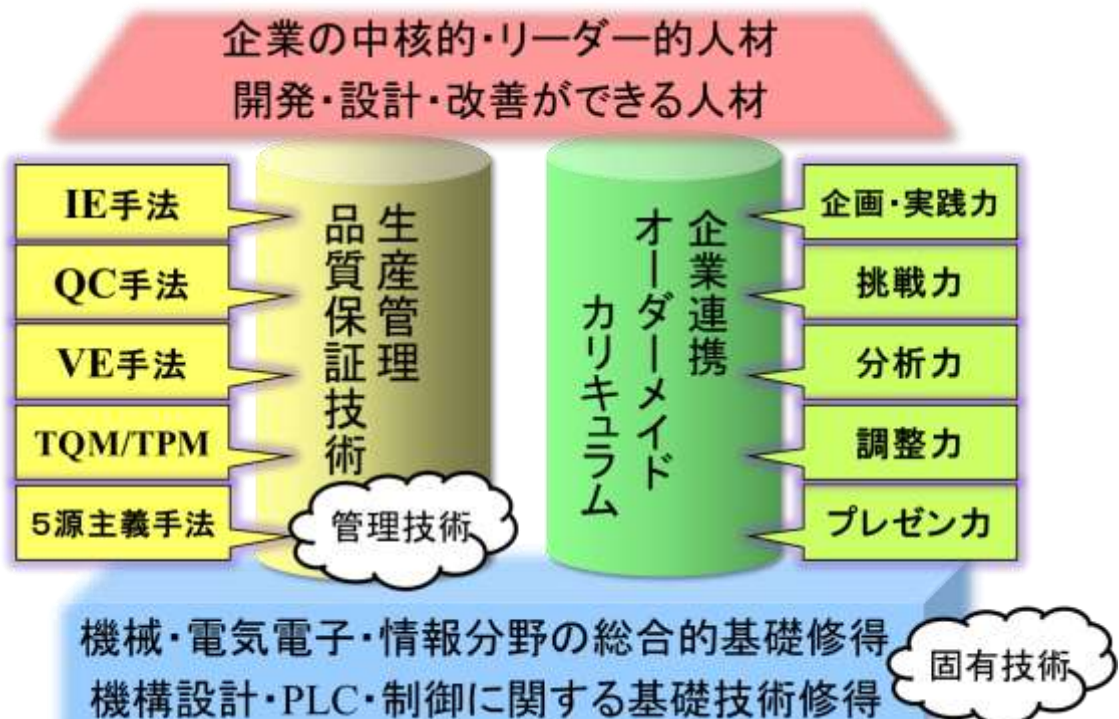 企業の中核的・リーダー的人材
開発・設計・改善ができる人材
IE手法
QC手法
VE手法
TQM/TPM
5源主義手法
生産管理
品質保証技術
管理技術
企業連携
オーダーメイド
カリキュラム
企画・実践力
挑戦力
分析力
調整力
プレゼン力
機械・電気電子・情報分野の総合的基礎修得
機構設計・PLC・制御に関する基礎技術修得
固有技術